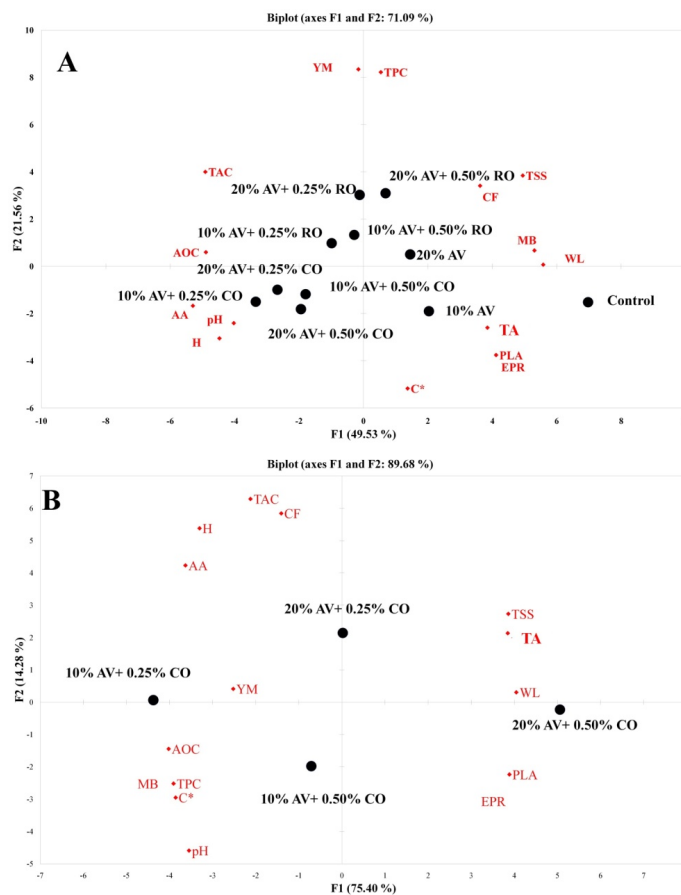 Biplot (axes F1 and F2: 71.09 %)
A
10
8
6
4
2
0
-2
-4
-6
F2 (21.56 %)
YM
TPC
TAC
20% AV+ 0.50% RO
TSS
20% AV+ 0.25% RO
CF
10% AV+ 0.25% RO
10% AV+ 0.50% RO
MB
AOC
20% AV
WL
20% AV+ 0.25% CO
10% AV+ 0.25% CO
10% AV+ 0.50% CO
Control
AA
pH
10% AV
20% AV+ 0.50% CO
TA
H
PLA
EPR
C*
-10 -8 -6 -4 -2 0 2 4 6 8
F1 (49.53 %)
Biplot (axes F1 and F2: 89.68 %)
B
7
6
5
4
3
2
1
0
-1
-2
-3
-4
-5
F2 (14.28 %)
TAC
CF
H
AA
20% AV+ 0.25% CO
TSS
TA
10% AV+ 0.25% CO
YM
WL
20% AV+ 0.50% CO
AOC
MB
TPC
PLA
C*
10% AV+ 0.50% CO
EPR
pH
-7 -6 -5 -4 -3 -2 -1 0 1 2 3 4 5 6 7
F1 (75.40 %)